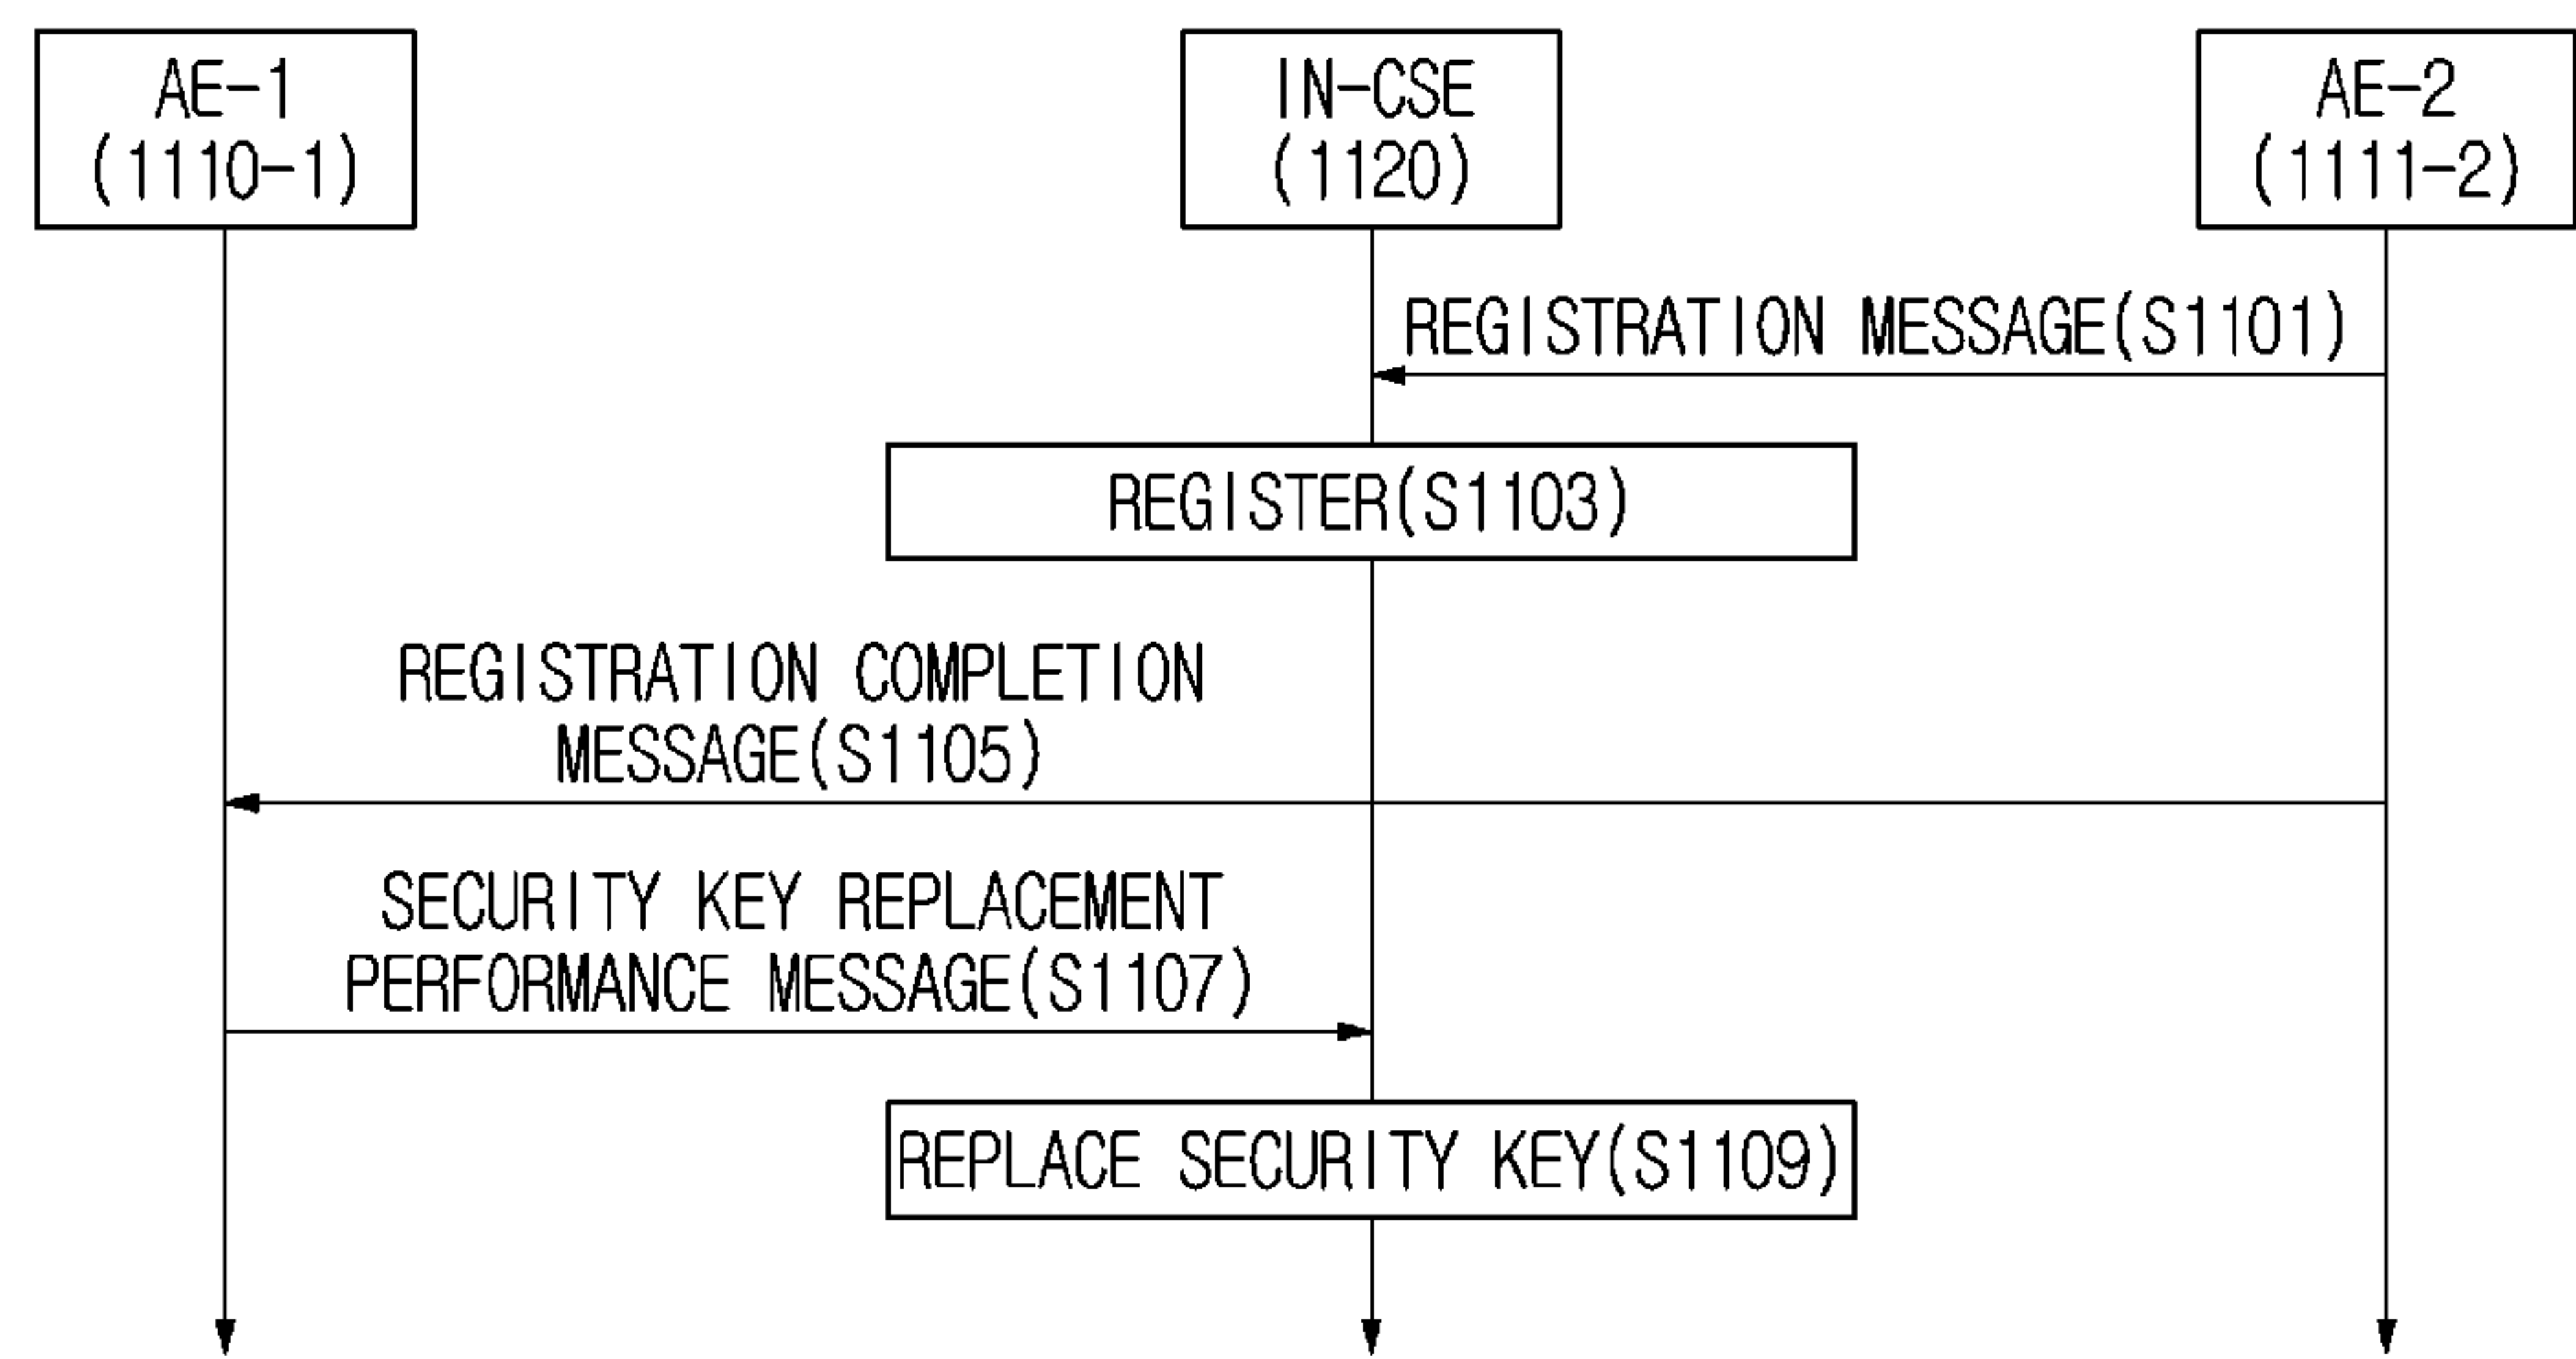 AE-1
(1110-1)
IN-CSE
(1120)
AE-2
(1111-2)
REGISTRATION MESSAGE(S1101)
REGISTER(S1103)
REGISTRATION COMPLETION
MESSAGE(S1105)
SECURITY KEY REPLACEMENT
PERFORMANCE MESSAGE(S1107)
REPLACE SECURITY KEY(S1109)